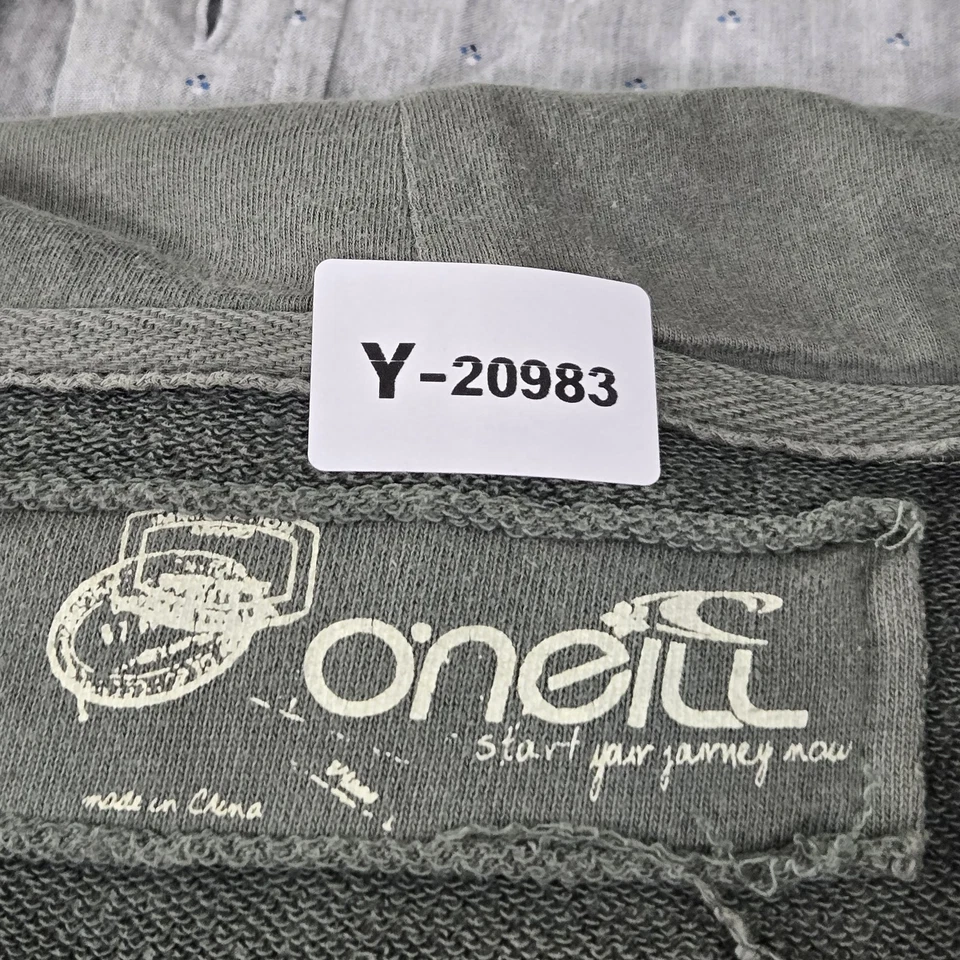 Y-20983
O'NEILL
start your journey now
made in China